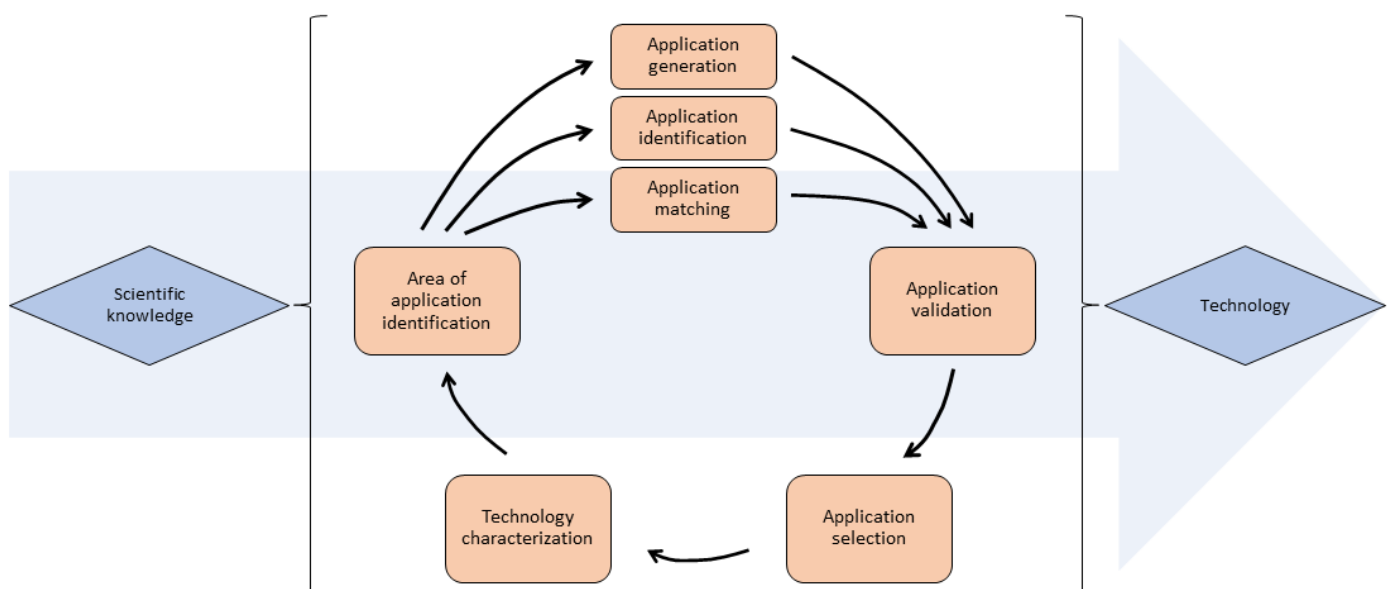 Application
generation
Application
identification
Application
matching
Scientific
knowledge
Area of
application
identification
Application
validation
Technology
Technology
characterization
Application
selection